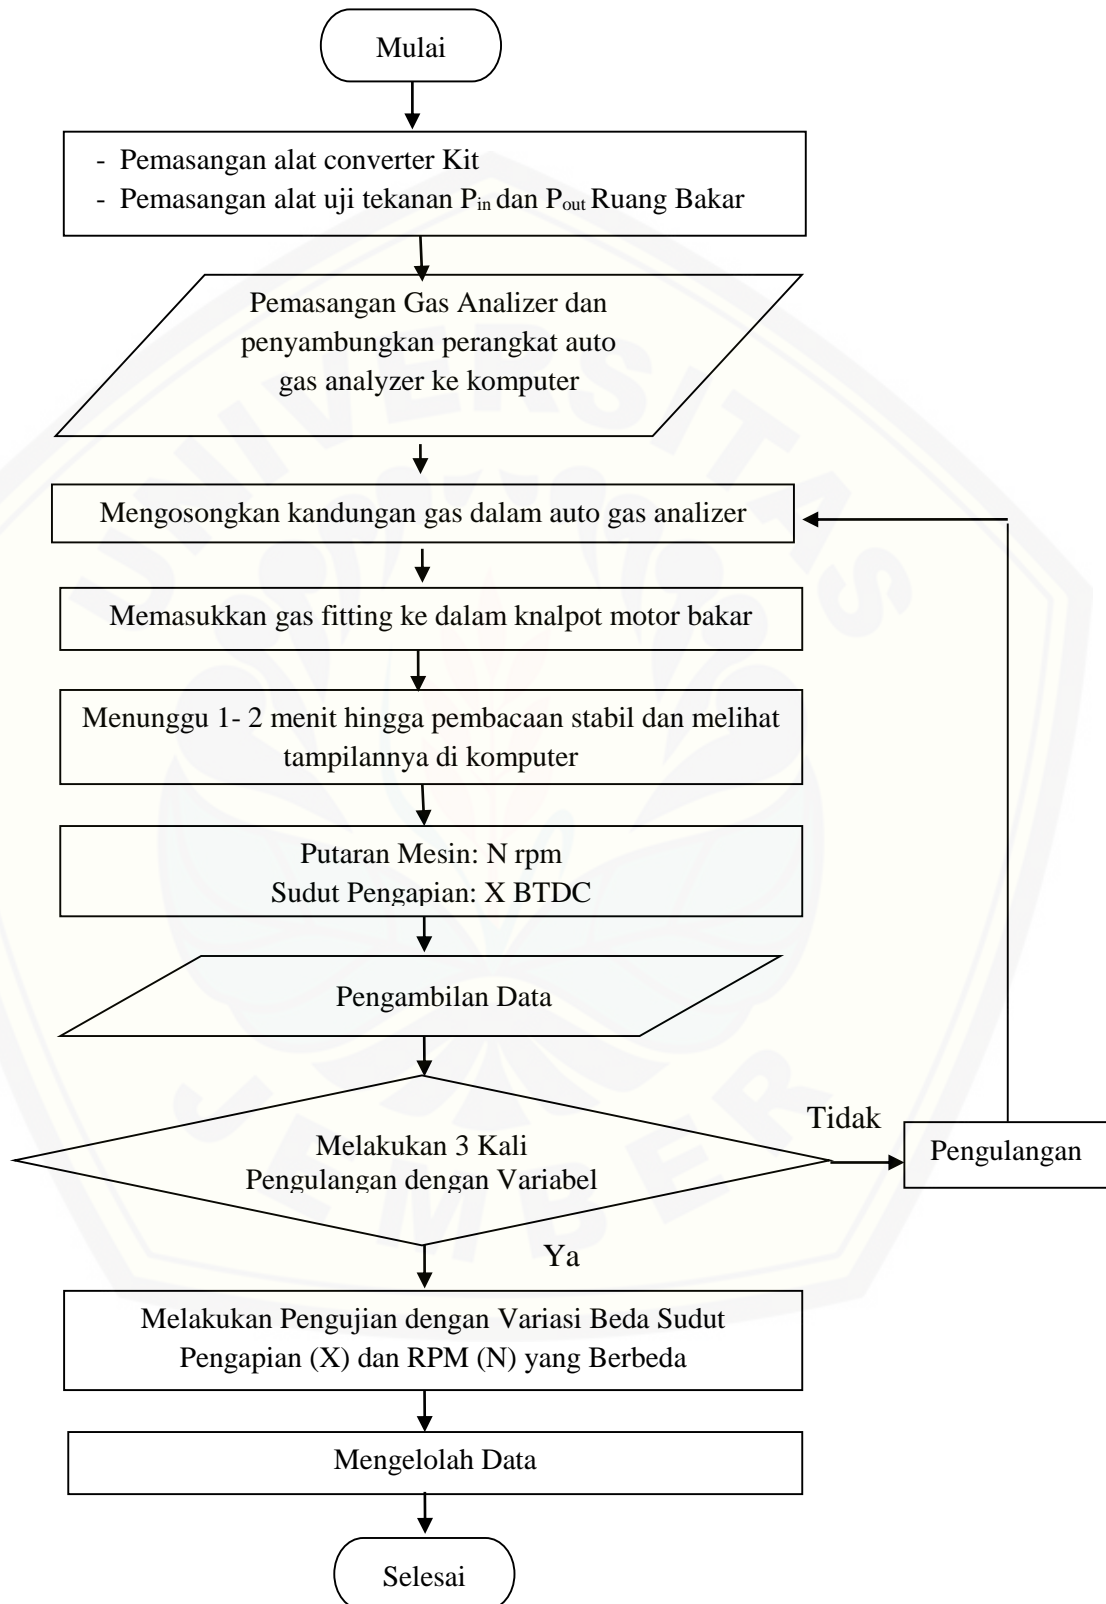 Mulai
- Pemasangan alat converter Kit
- Pemasangan alat uji tekanan Pin dan Pout Ruang Bakar
Pemasangan Gas Analizer dan
penyambungkan perangkat auto
gas analyzer ke komputer
Mengosongkan kandungan gas dalam auto gas analizer
Memasukkan gas fitting ke dalam knalpot motor bakar
Menunggu 1- 2 menit hingga pembacaan stabil dan melihat
tampilannya di komputer
Putaran Mesin: N rpm
Sudut Pengapian: X BTDC
Pengambilan Data
Melakukan 3 Kali
Pengulangan dengan Variabel
Tidak
Pengulangan
Ya
Melakukan Pengujian dengan Variasi Beda Sudut
Pengapian (X) dan RPM (N) yang Berbeda
Mengelolah Data
Selesai
UNIVERSITAS
JEMBER